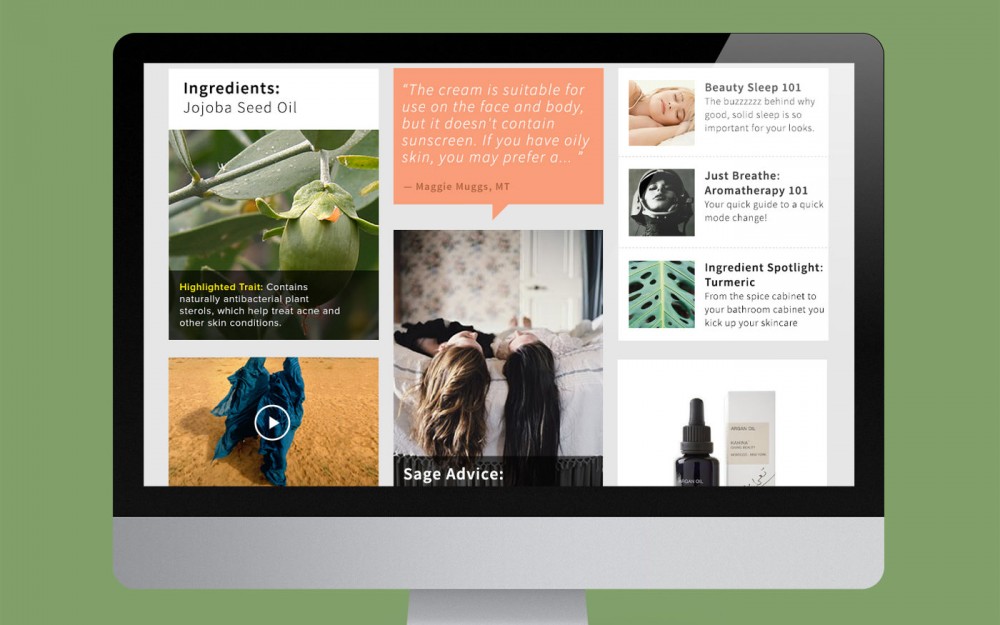 Ingredients:
Jojoba Seed Oil
Highlighted Trait: Contains
naturally antibacterial plant
sterols, which help treat acne and
other skin conditions.
“The cream is suitable for
use on the face and body,
but it doesn't contain
sunscreen. If you have oily
skin, you may prefer a... ”
— Maggie Muggs, MT
Sage Advice:
Beauty Sleep 101
The buzzzzzz behind why
good, solid sleep is so
important for your looks.
Just Breathe:
Aromatherapy 101
Your quick guide to a quick
mode change!
Ingredient Spotlight:
Turmeric
From the spice cabinet to
your bathroom cabinet you
kick up your skincare
ARGAN OIL
ARGAN OIL
KAHINA